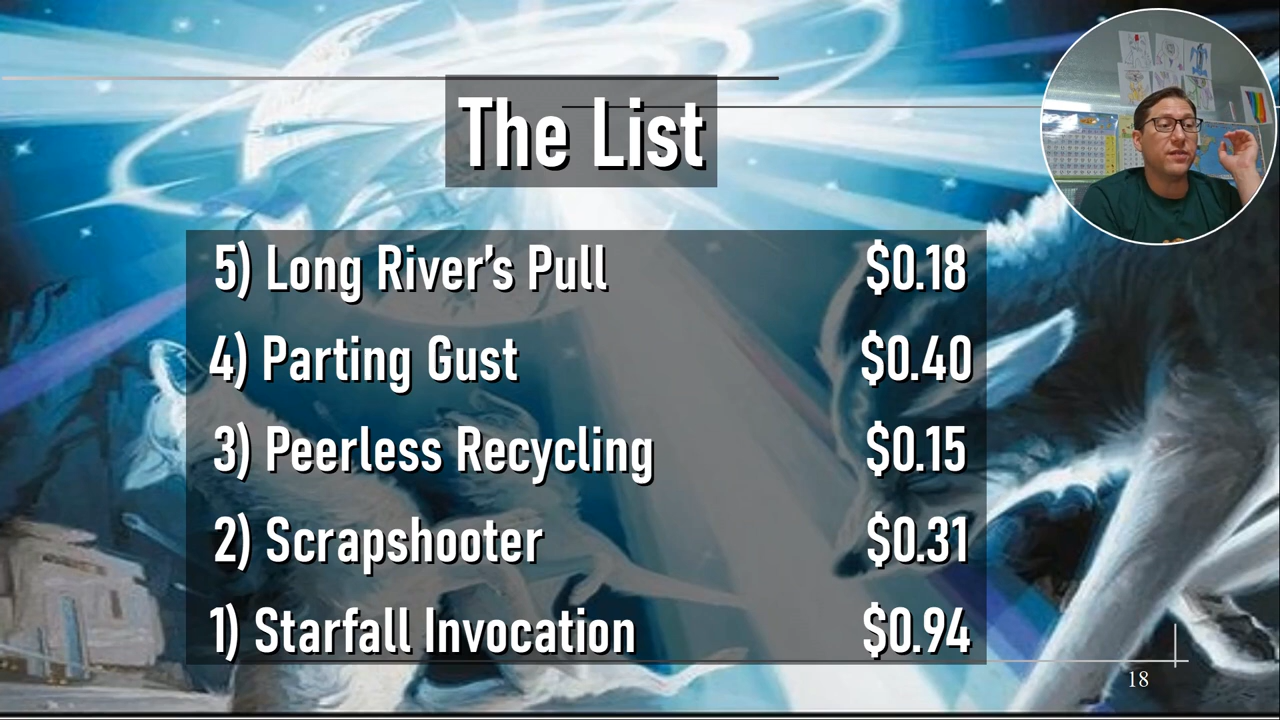 The List
5) Long River's Pull $0.18
4) Parting Gust $0.40
3) Peerless Recycling $0.15
2) Scrapshooter $0.31
1) Starfall Invocation $0.94
18